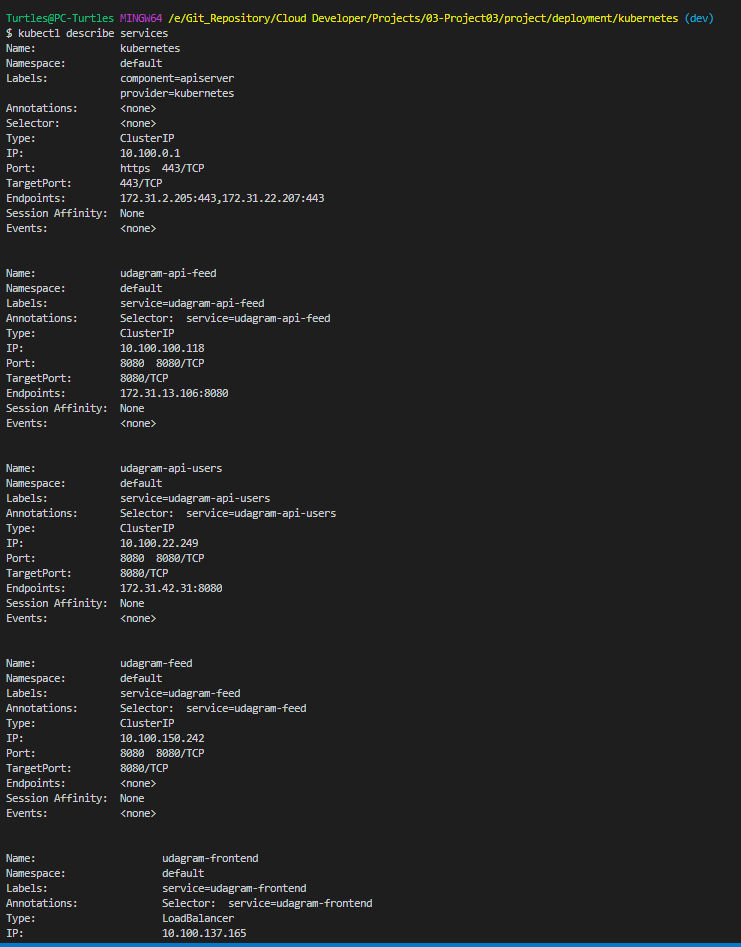 Turtles@PC-Turtles MINGW64 /e/Git_Repository/Cloud Developer/Projects/03-Project03/project/deployment/kubernetes (dev)
$ kubectl describe services
Name:              kubernetes
Namespace:         default
Labels:            component=apiserver
                   provider=kubernetes
Annotations:       <none>
Selector:          <none>
Type:              ClusterIP
IP:                10.100.0.1
Port:              https  443/TCP
TargetPort:        443/TCP
Endpoints:         172.31.2.205:443,172.31.22.207:443
Session Affinity:  None
Events:            <none>

Name:              udagram-api-feed
Namespace:         default
Labels:            service=udagram-api-feed
Annotations:       Selector:  service=udagram-api-feed
Type:              ClusterIP
IP:                10.100.100.118
Port:              8080  8080/TCP
TargetPort:        8080/TCP
Endpoints:         172.31.13.106:8080
Session Affinity:  None
Events:            <none>

Name:              udagram-api-users
Namespace:         default
Labels:            service=udagram-api-users
Annotations:       Selector:  service=udagram-api-users
Type:              ClusterIP
IP:                10.100.22.249
Port:              8080  8080/TCP
TargetPort:        8080/TCP
Endpoints:         172.31.42.31:8080
Session Affinity:  None
Events:            <none>

Name:              udagram-feed
Namespace:         default
Labels:            service=udagram-feed
Annotations:       Selector:  service=udagram-feed
Type:              ClusterIP
IP:                10.100.150.242
Port:              8080  8080/TCP
TargetPort:        8080/TCP
Endpoints:         <none>
Session Affinity:  None
Events:            <none>

Name:                     udagram-frontend
Namespace:                default
Labels:                   service=udagram-frontend
Annotations:              Selector:  service=udagram-frontend
Type:                     LoadBalancer
IP:                       10.100.137.165